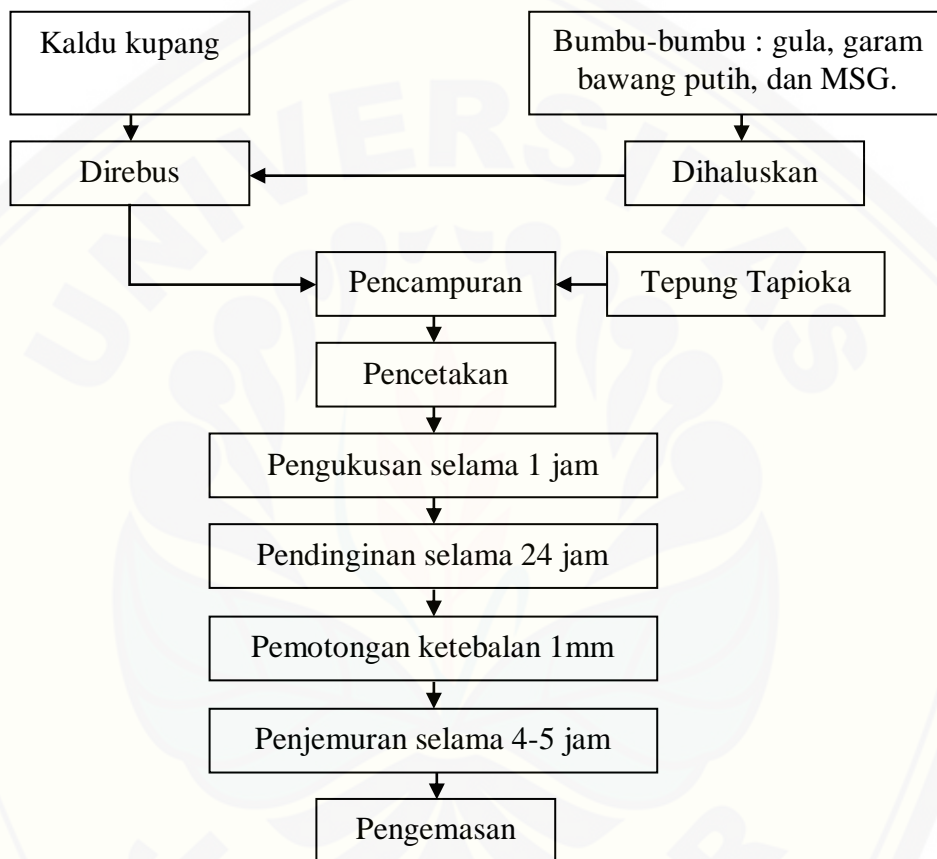 Kaldu kupang
Bumbu-bumbu : gula, garam
bawang putih, dan MSG.
Direbus
Dihaluskan
Pencampuran
Tepung Tapioka
Pencetakan
Pengukusan selama 1 jam
Pendinginan selama 24 jam
Pemotongan ketebalan 1mm
Penjemuran selama 4-5 jam
Pengemasan
UNIVERSITAS